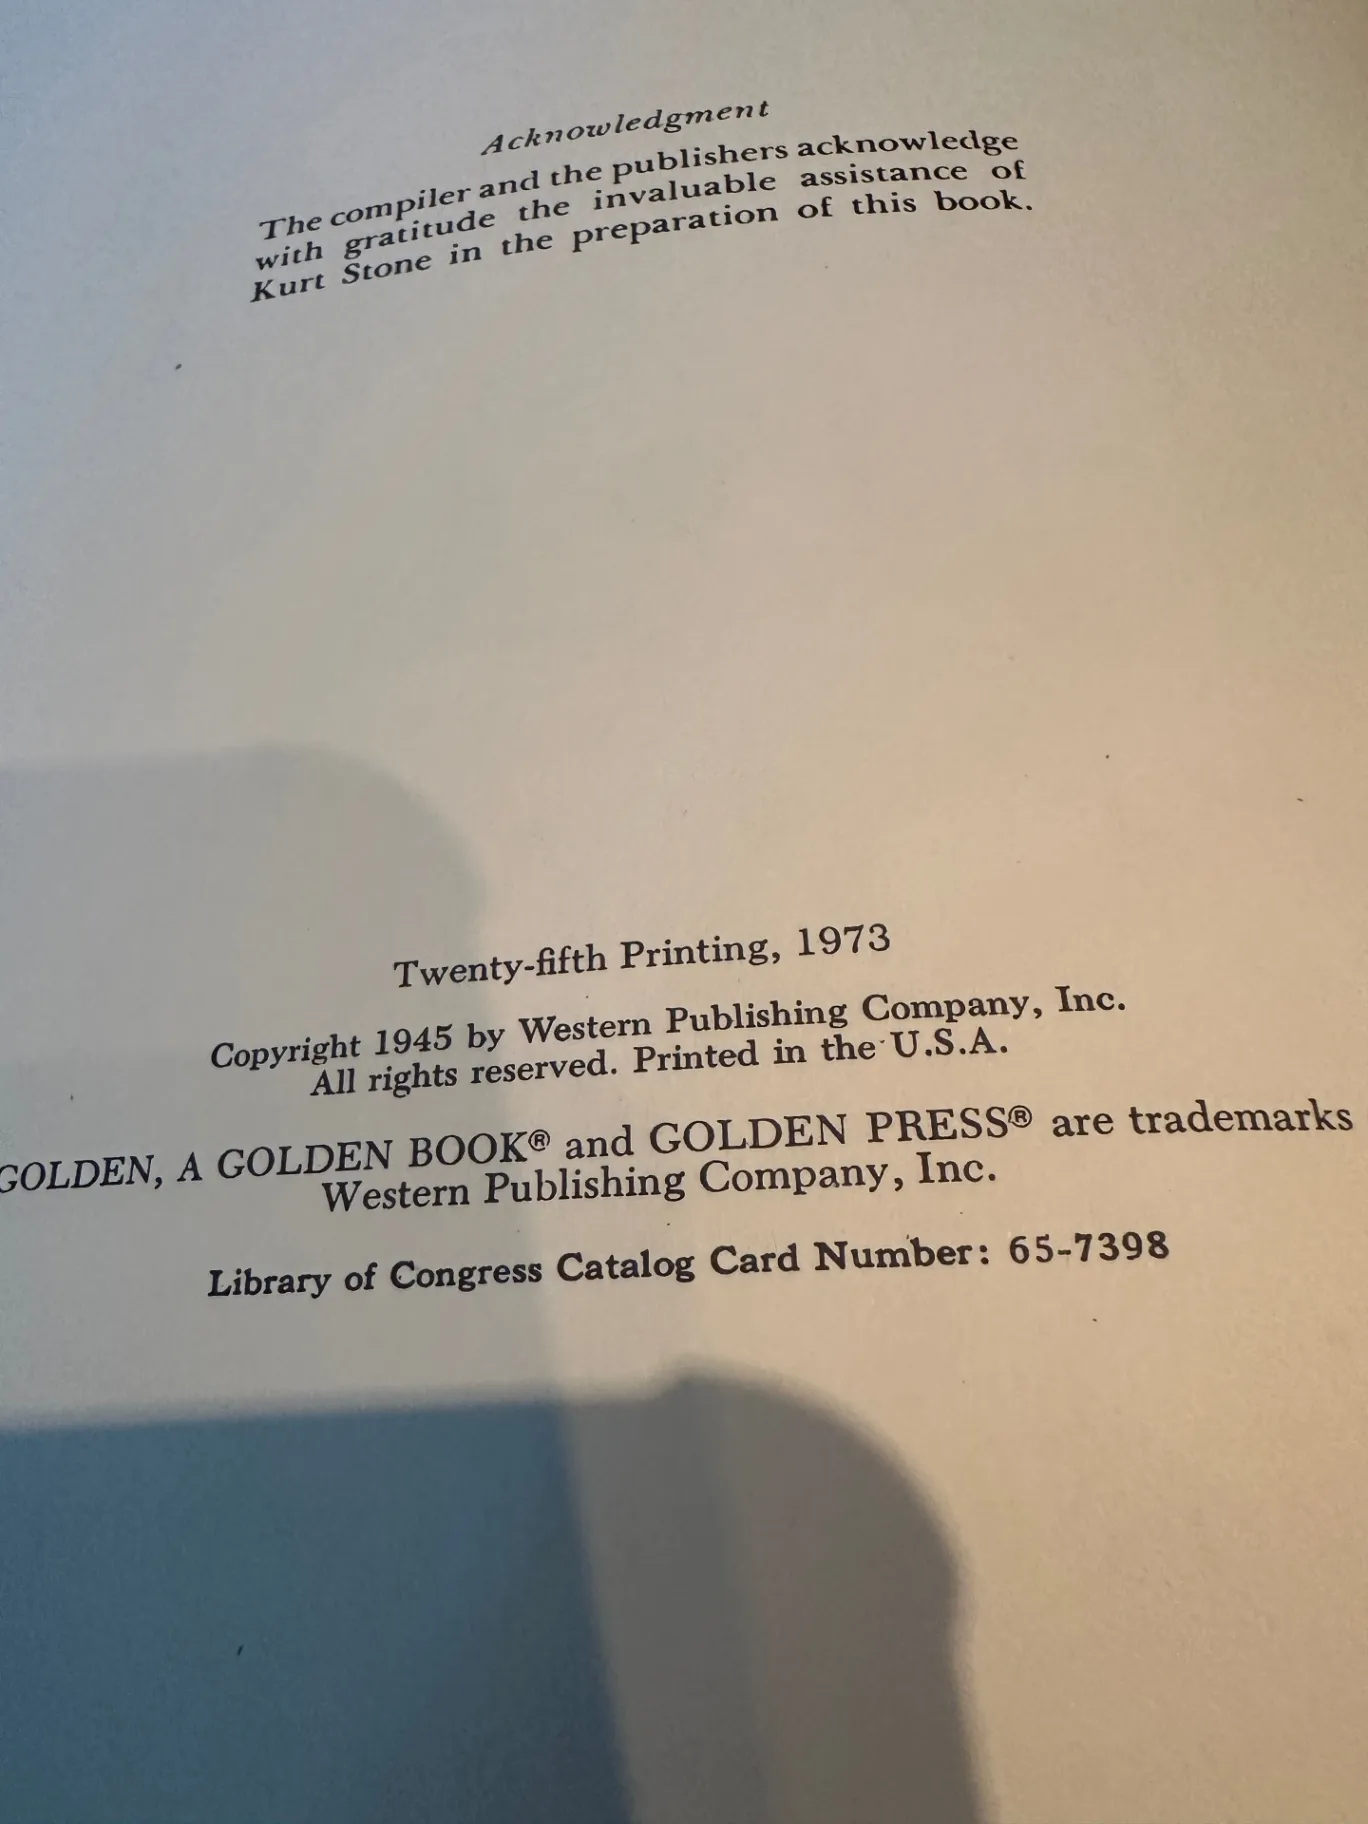 Acknowledgment
The compiler and the publishers acknowledge
with gratitude the invaluable assistance of
Kurt Stone in the preparation of this book.
Twenty-fifth Printing, 1973
Copyright 1945 by Western Publishing Company, Inc.
All rights reserved. Printed in the U.S.A.
GOLDEN, A GOLDEN BOOK® and GOLDEN PRESS® are trademarks
Western Publishing Company, Inc.
Library of Congress Catalog Card Number: 65-7398